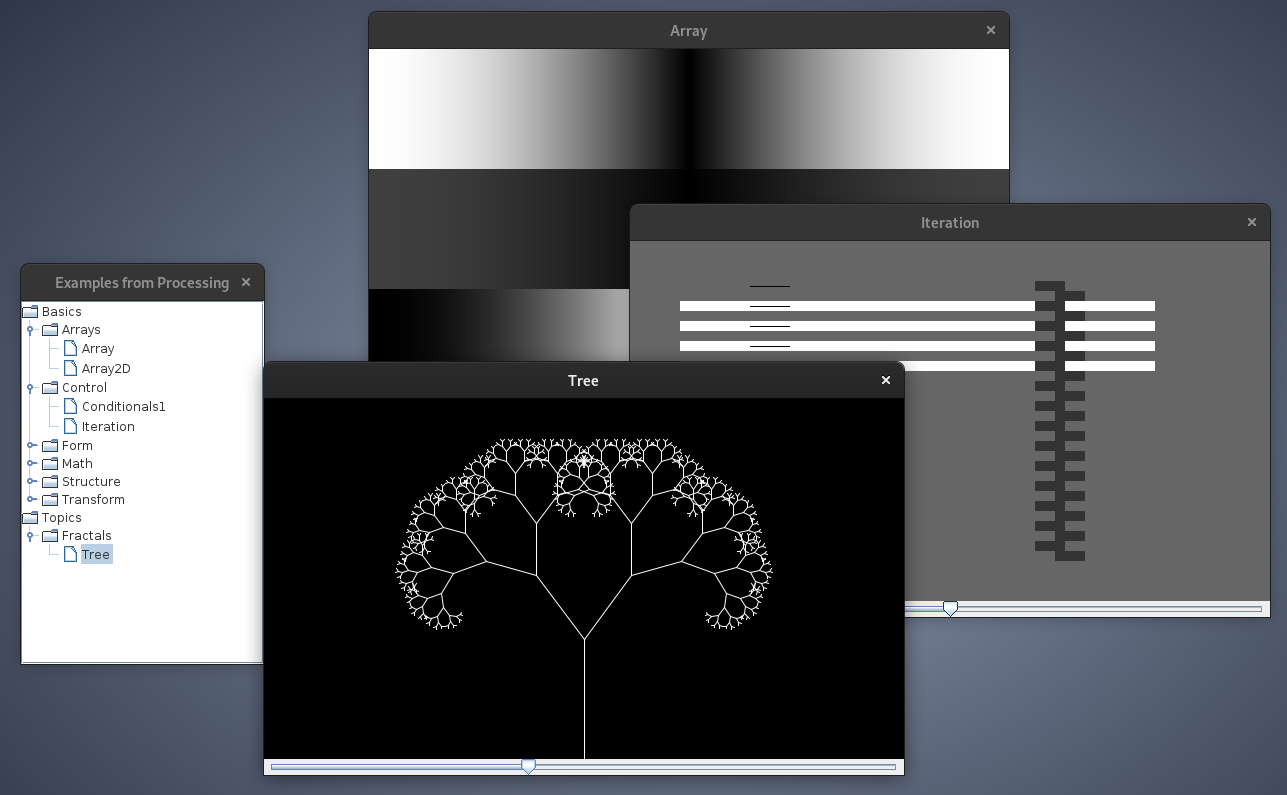 Array
Iteration
Examples from Processing
Basics
Arrays
Array
Array2D
Control
Conditionals1
Iteration
Form
Math
Structure
Transform
Topics
Fractals
Tree
Tree